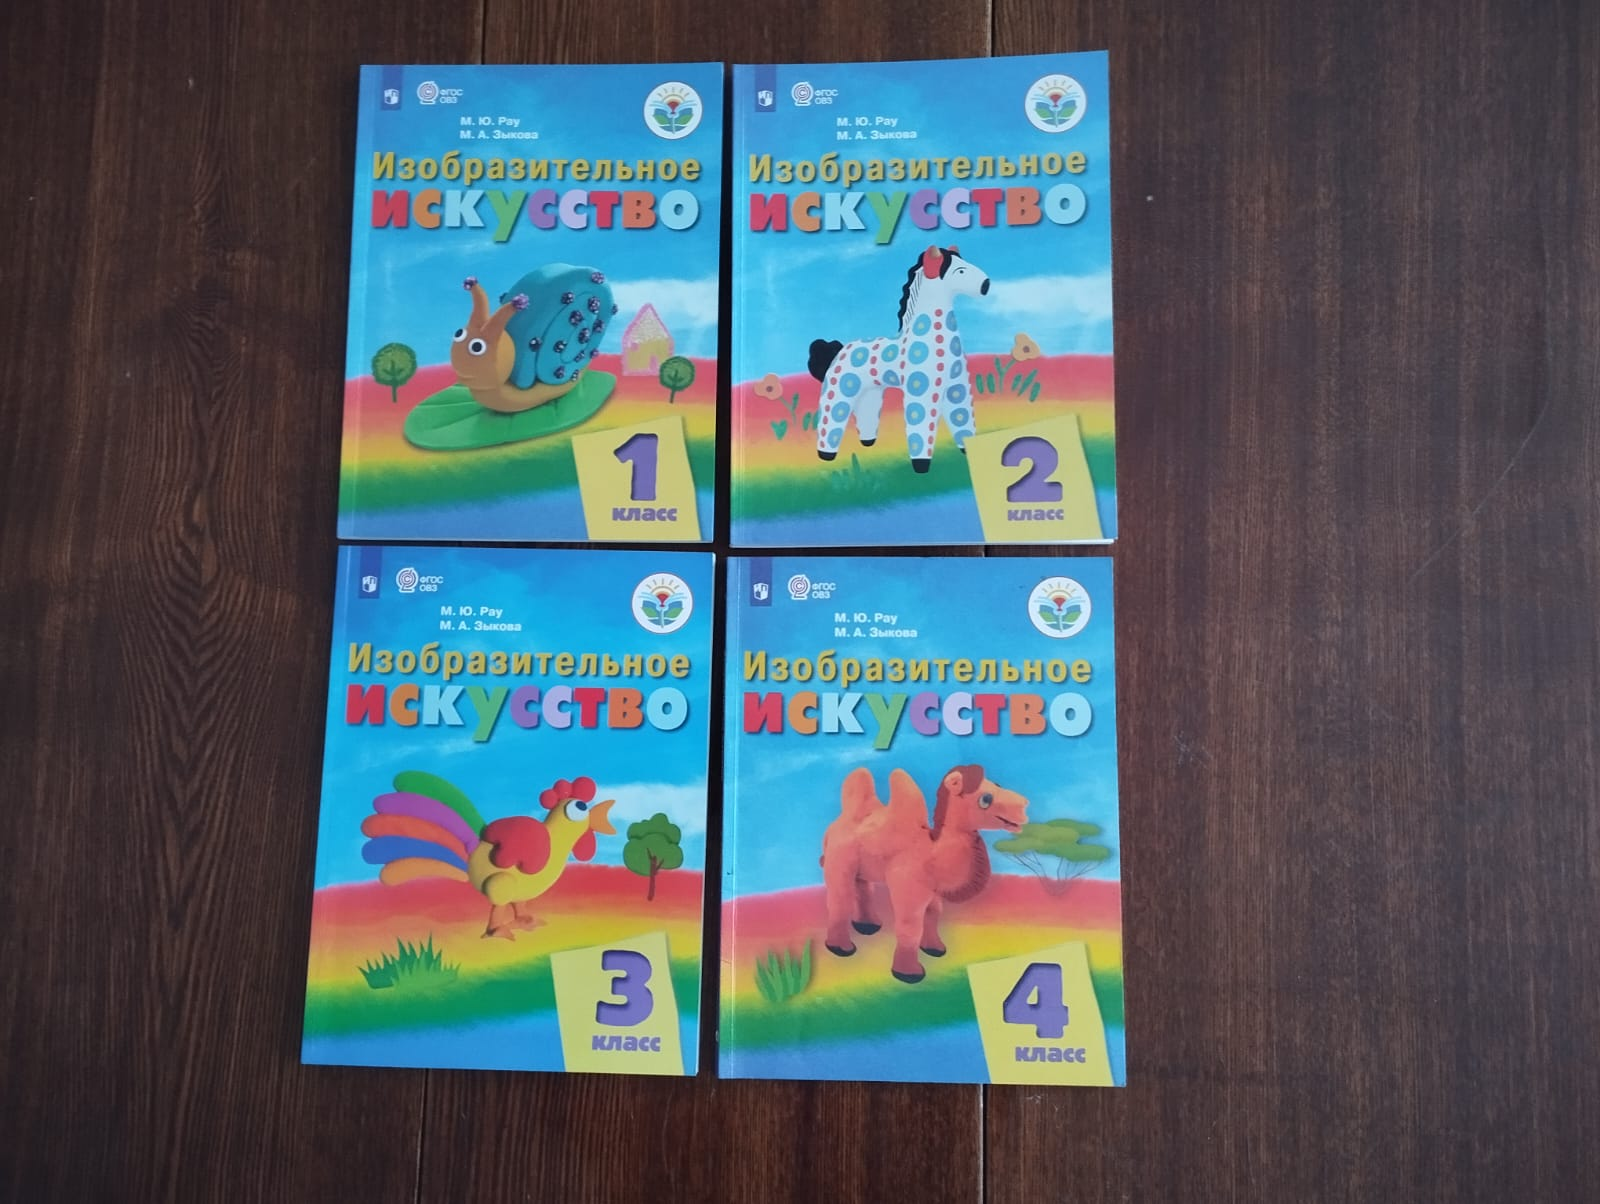 ФГОС
ОВЗ
М. Ю. Рау
М. А. Зыкова
Изобразительное
искусство
1
класс
ФГОС
ОВЗ
М. Ю. Рау
М. А. Зыкова
Изобразительное
искусство
2
класс
ФГОС
ОВЗ
М. Ю. Рау
М. А. Зыкова
Изобразительное
искусство
3
класс
ФГОС
ОВЗ
М. Ю. Рау
М. А. Зыкова
Изобразительное
искусство
4
класс